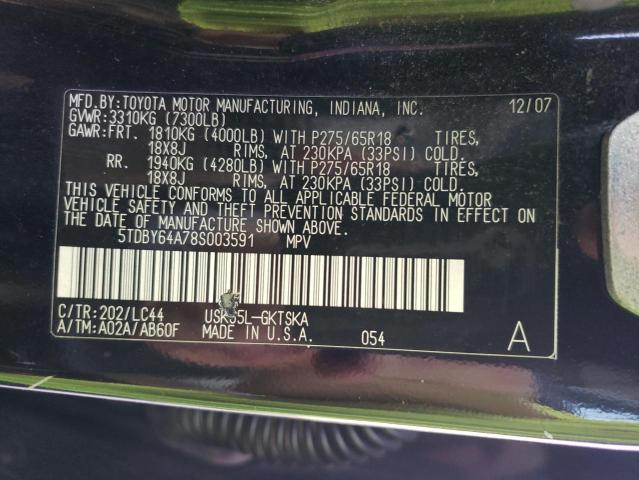 MFD.BY:TOYOTA MOTOR MANUFACTURING, INDIANA, INC. 12/07
GVWR:3310KG (7300LB)
GAWR:FRT. 1810KG (4000LB) WITH P275/65R18 TIRES,
18X8J RIMS, AT 230KPA (33PSI) COLD.
RR. 1940KG (4280LB) WITH P275/65R18 TIRES,
18X8J RIMS, AT 230KPA (33PSI) COLD.
THIS VEHICLE CONFORMS TO ALL APPLICABLE FEDERAL MOTOR
VEHICLE SAFETY AND THEFT PREVENTION STANDARDS IN EFFECT ON
THE DATE OF MANUFACTURE SHOWN ABOVE.
5TDBY64A78S003591 MPV
C/TR:202/LC44 USK65L-GKTSKA
A/TM:A02A/AB60F MADE IN U.S.A. 054 A